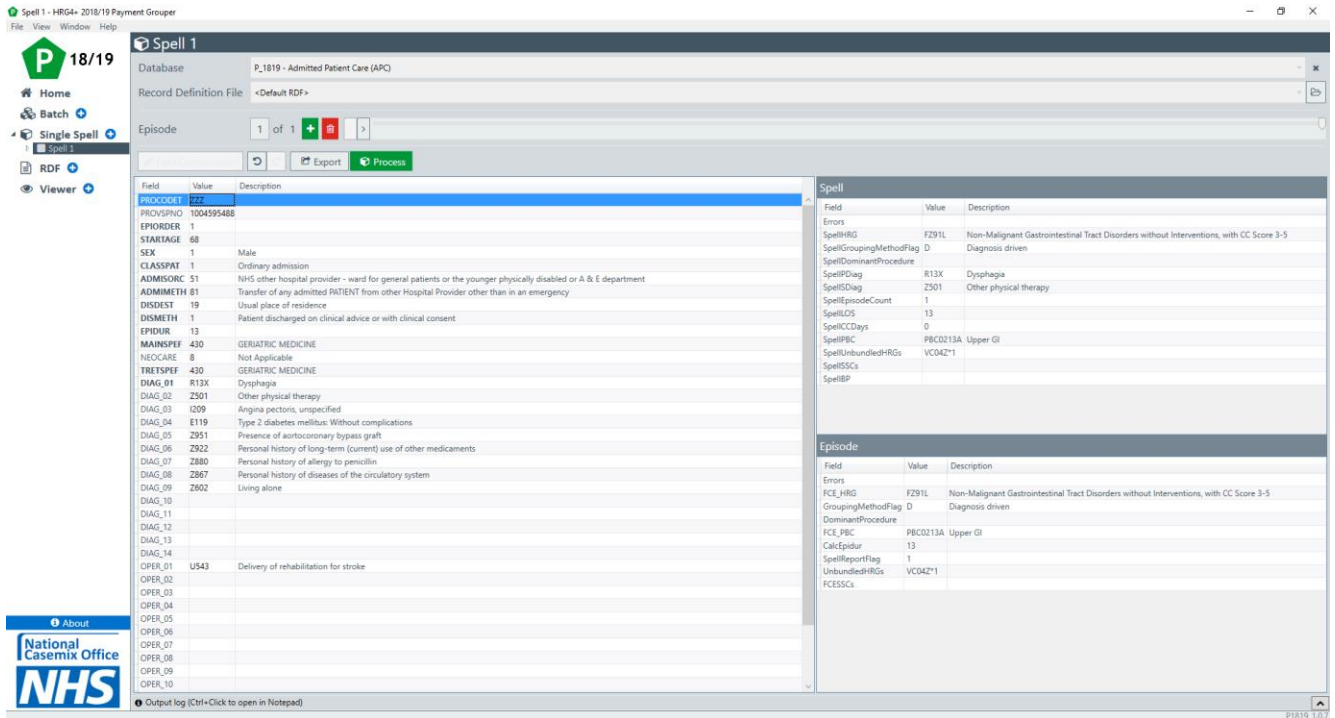 Spell 1 - HRG4+ 2018/19 Payment Grouper
File View Window Help
P 18/19
Home
Batch
Single Spell
Spell 1
RDF
Viewer
About
National
Casemix Office
NHS
Spell 1
Database P_1819 - Admitted Patient Care (APC)
Record Definition File <Default RDF>
Episode 1 of 1
Export Process
Field Value Description
PROCODET ZZZ
PROVSPNO 1004595488
EPIORDER 1
STARTAGE 68
SEX 1 Male
CLASSPAT 1 Ordinary admission
ADMISORC 51 NHS other hospital provider - ward for general patients or the younger physically disabled or A & E department
ADMIMETH 81 Transfer of any admitted PATIENT from other Hospital Provider other than in an emergency
DISDEST 19 Usual place of residence
DISMETH 1 Patient discharged on clinical advice or with clinical consent
EPIDUR 13
MAINSPEF 430 GERIATRIC MEDICINE
NEOCARE 8 Not Applicable
TRETSPEF 430 GERIATRIC MEDICINE
DIAG_01 R13X Dysphagia
DIAG_02 Z501 Other physical therapy
DIAG_03 I209 Angina pectoris, unspecified
DIAG_04 E119 Type 2 diabetes mellitus: Without complications
DIAG_05 Z951 Presence of aortocoronary bypass graft
DIAG_06 Z922 Personal history of long-term (current) use of other medicaments
DIAG_07 Z880 Personal history of allergy to penicillin
DIAG_08 Z867 Personal history of diseases of the circulatory system
DIAG_09 Z602 Living alone
DIAG_10
DIAG_11
DIAG_12
DIAG_13
DIAG_14
OPER_01 U543 Delivery of rehabilitation for stroke
OPER_02
OPER_03
OPER_04
OPER_05
OPER_06
OPER_07
OPER_08
OPER_09
OPER_10
Spell
Field Value Description
Errors
SpellHRG FZ91L Non-Malignant Gastrointestinal Tract Disorders without Interventions, with CC Score 3-5
SpellGroupingMethodFlag D Diagnosis driven
SpellDominantProcedure
SpellPDiag R13X Dysphagia
SpellSDiag Z501 Other physical therapy
SpellEpisodeCount 1
SpellLOS 13
SpellCCDays 0
SpellPBC PBC0213A Upper GI
SpellUnbundledHRGs VC04Z*1
SpellSSCs
SpellBP
Episode
Field Value Description
Errors
FCE_HRG FZ91L Non-Malignant Gastrointestinal Tract Disorders without Interventions, with CC Score 3-5
GroupingMethodFlag D Diagnosis driven
DominantProcedure
FCE_PBC PBC0213A Upper GI
CalcEpidur 13
SpellReportFlag 1
UnbundledHRGs VC04Z*1
FCESSCs
Output log (Ctrl+Click to open in Notepad)
P1819 1.0.7